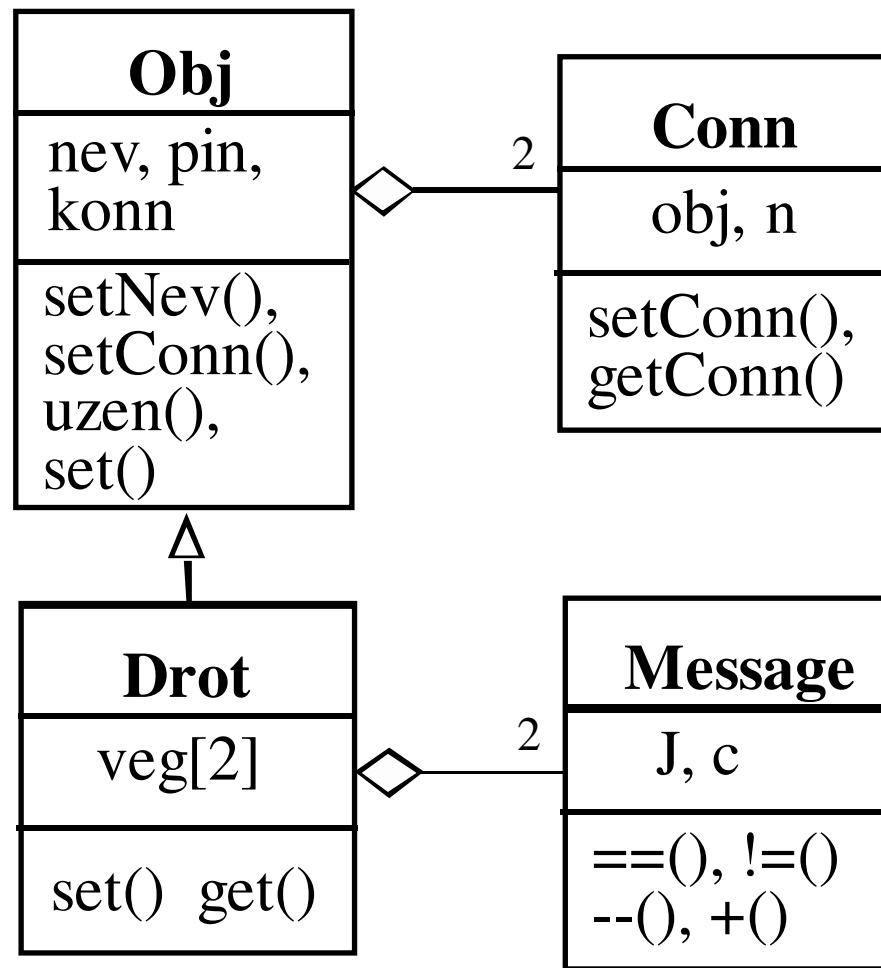 Obj
nev, pin,
konn
setNev(),
setConn(),
uzen(),
set()
2
Conn
obj, n
setConn(),
getConn()
Drot
veg[2]
set() get()
2
Message
J, c
==(), !=()
--(), +()